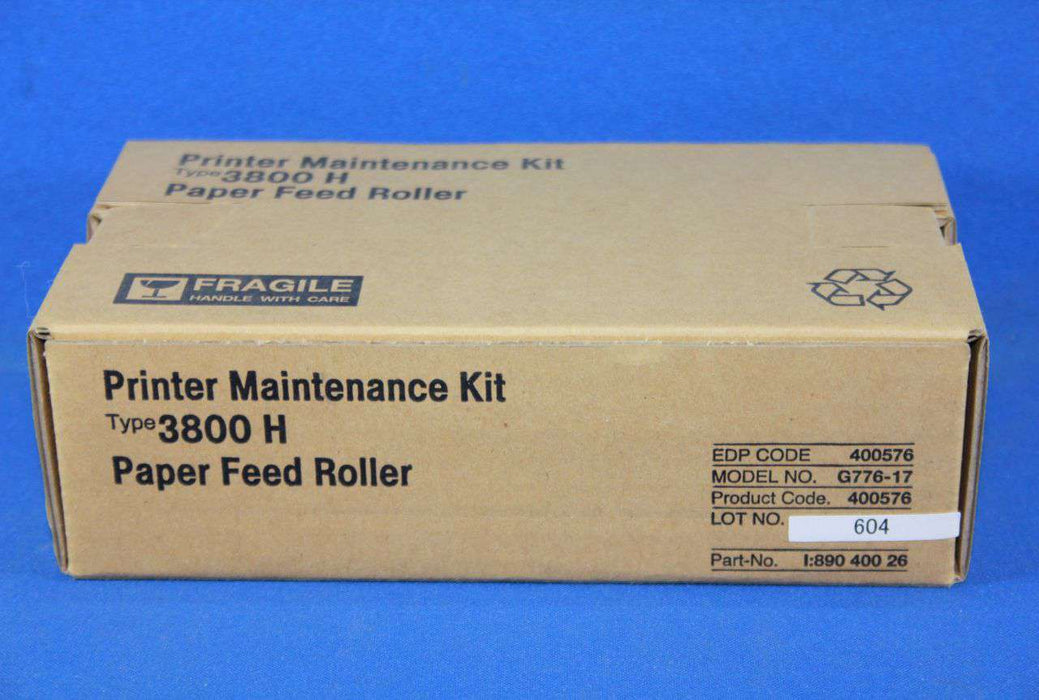 Printer Maintenance Kit
Type 3800 H
Paper Feed Roller
FRAGILE
HANDLE WITH CARE
Printer Maintenance Kit
Type 3800 H
Paper Feed Roller
EDP CODE 400576
MODEL NO. G776-17
Product Code. 400576
LOT NO. 604
Part-No. I:890 400 26